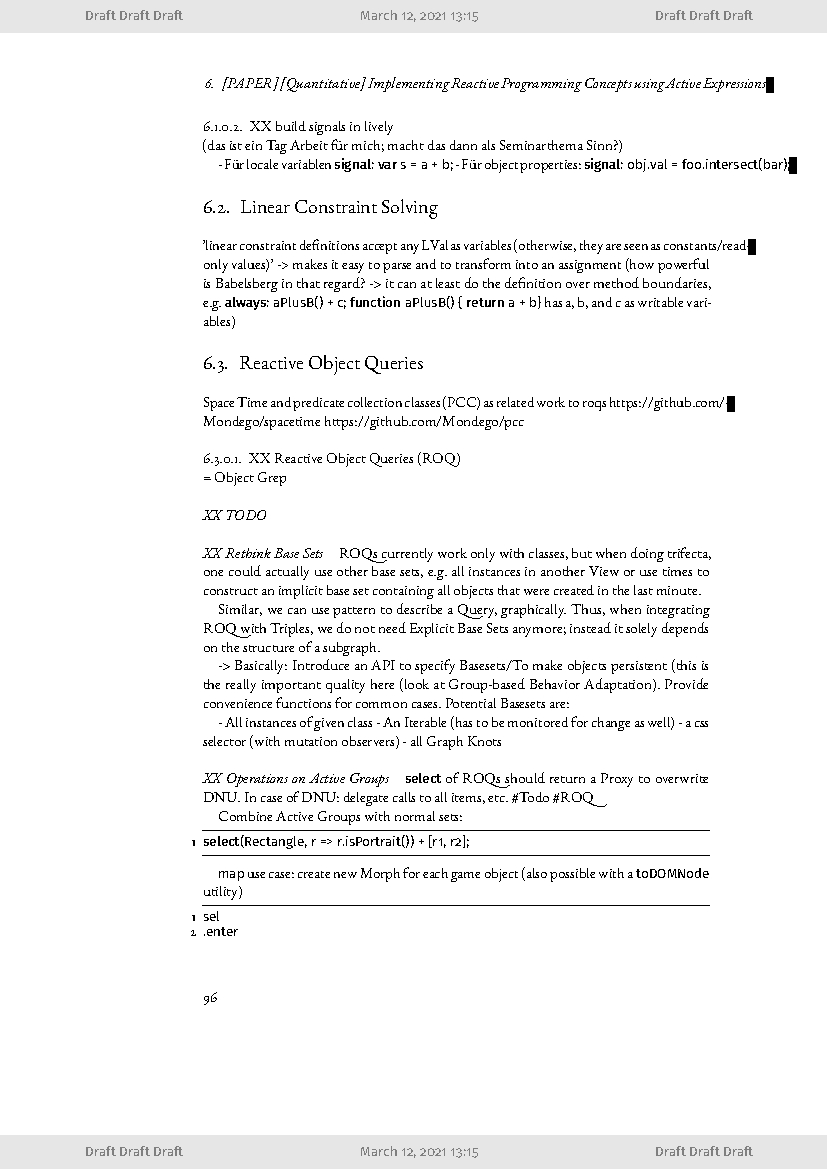 Draft Draft Draft March 12, 2021 13:15 Draft Draft Draft
6. [PAPER][Quantitative] Implementing Reactive Programming Concepts using Active Expressions
6.1.0.2. XX build signals in lively
(das ist ein Tag Arbeit für mich; macht das dann als Seminarthema Sinn?)
- Für locale variablen signal: var s = a + b; - Für object properties: signal: obj.val = foo.intersect(bar);
6.2. Linear Constraint Solving
'linear constraint definitions accept any LVal as variables (otherwise, they are seen as constants/read-
only values)' -> makes it easy to parse and to transform into an assignment (how powerful
is Babelsberg in that regard? -> it can at least do the definition over method boundaries,
e.g. always: aPlusB() + c; function aPlusB() { return a + b} has a, b, and c as writable vari-
ables)
6.3. Reactive Object Queries
Space Time and predicate collection classes (PCC) as related work to roqs https://github.com/
Mondego/spacetime https://github.com/Mondego/pcc
6.3.0.1. XX Reactive Object Queries (ROQ)
= Object Grep
XX TODO
XX Rethink Base Sets ROQs currently work only with classes, but when doing trifecta,
one could actually use other base sets, e.g. all instances in another View or use times to
construct an implicit base set containing all objects that were created in the last minute.
Similar, we can use pattern to describe a Query, graphically. Thus, when integrating
ROQ with Triples, we do not need Explicit Base Sets anymore; instead it solely depends
on the structure of a subgraph.
-> Basically: Introduce an API to specify Basesets/To make objects persistent (this is
the really important quality here (look at Group-based Behavior Adaptation). Provide
convenience functions for common cases. Potential Basesets are:
- All instances of given class - An Iterable (has to be monitored for change as well) - a css
selector (with mutation observers) - all Graph Knots
XX Operations on Active Groups select of ROQs should return a Proxy to overwrite
DNU. In case of DNU: delegate calls to all items, etc. #Todo #ROQ
Combine Active Groups with normal sets:
1 select(Rectangle, r => r.isPortrait()) + [r1, r2];
map use case: create new Morph for each game object (also possible with a toDOMNode
utility)
1 sel
2 .enter
96
Draft Draft Draft March 12, 2021 13:15 Draft Draft Draft